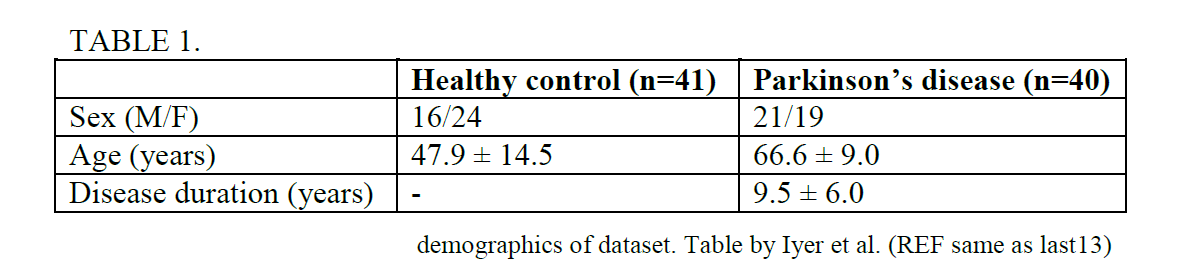 TABLE 1.
Healthy control (n=41) Parkinson’s disease (n=40)
Sex (M/F) 16/24 21/19
Age (years) 47.9 ± 14.5 66.6 ± 9.0
Disease duration (years) - 9.5 ± 6.0
demographics of dataset. Table by Iyer et al. (REF same as last13)